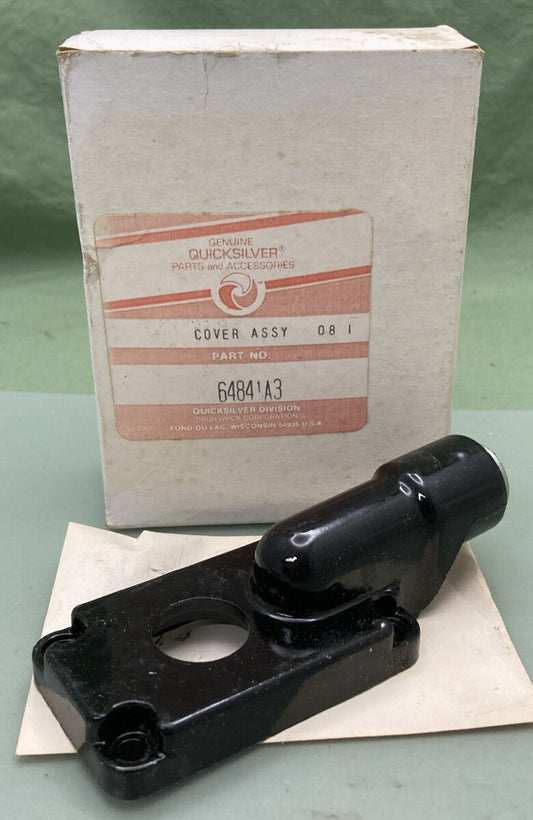 GENUINE
QUICKSILVER®
PARTS and ACCESSORIES
COVER ASSY 08 I
PART NO.
64841A3
QUICKSILVER DIVISION
BRUNSWICK CORPORATION
FOND DU LAC, WISCONSIN 54935 U.S.A.